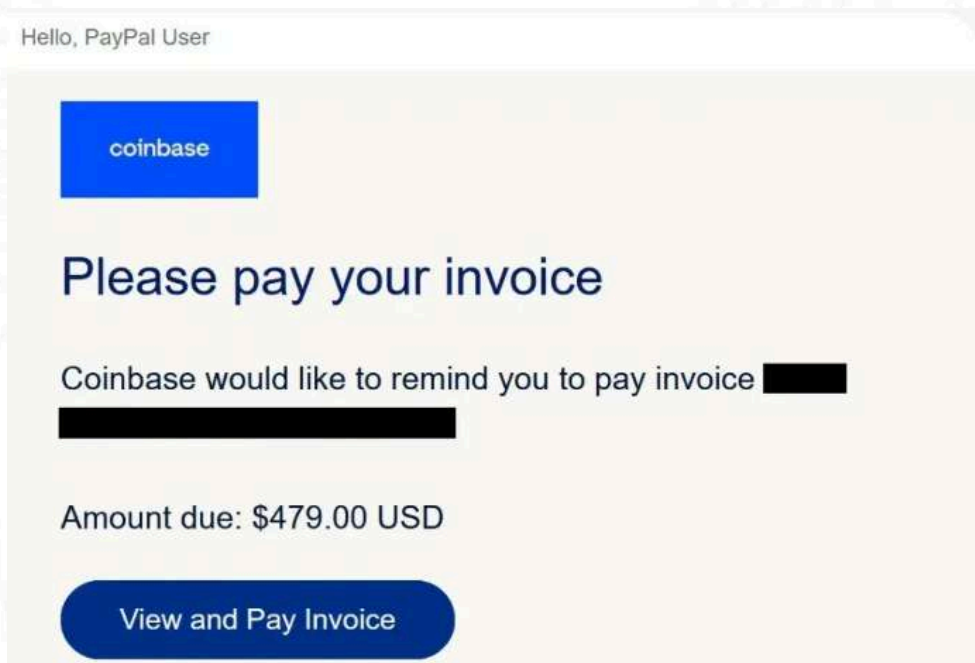 Hello, PayPal User
coinbase
Please pay your invoice
Coinbase would like to remind you to pay invoice
Amount due: $479.00 USD
View and Pay Invoice